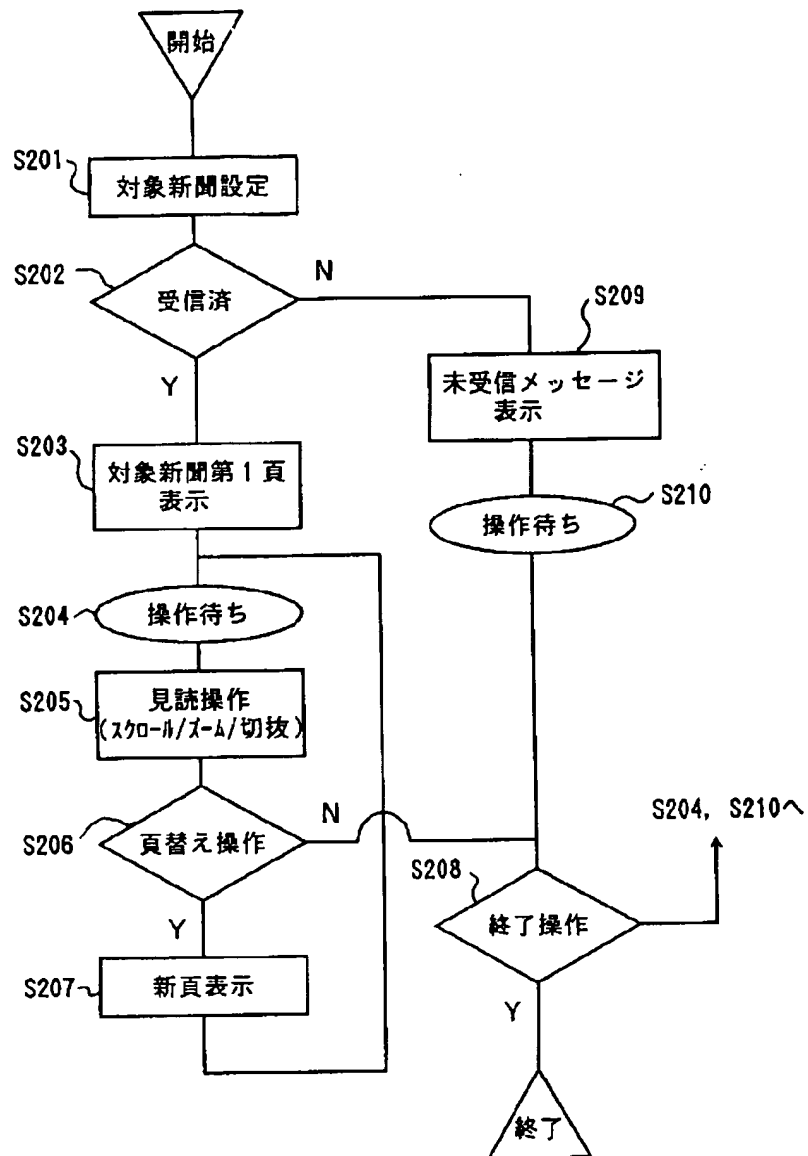 開始
S201
対象新聞設定
S202
受信済
N
Y
S209
未受信メッセージ
表示
S203
対象新聞第1頁
表示
S210
操作待ち
S204
操作待ち
S205
見読操作
(スクロール/ズーム/切抜)
S206
頁替え操作
N
Y
S204, S210へ
S208
終了操作
Y
S207
新頁表示
終了